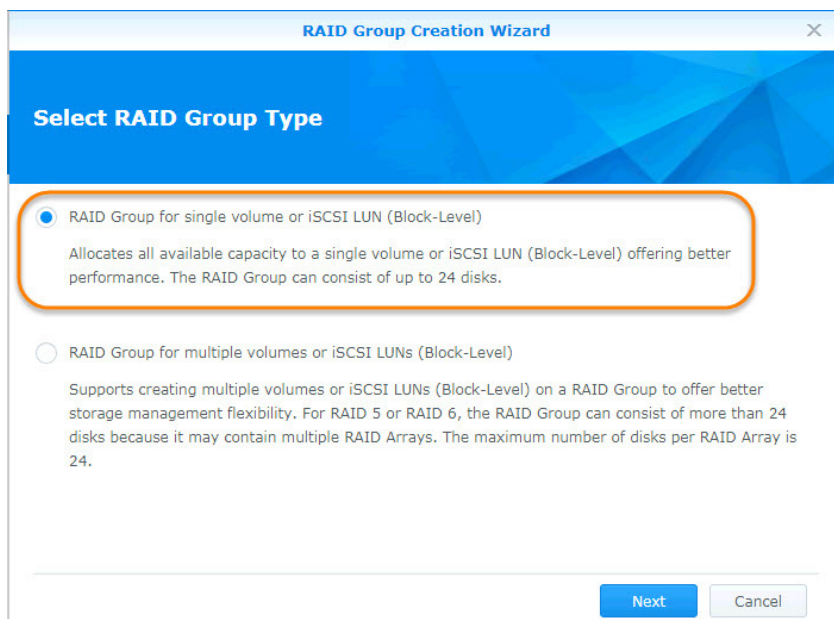 RAID Group Creation Wizard
Select RAID Group Type
RAID Group for single volume or iSCSI LUN (Block-Level)
Allocates all available capacity to a single volume or iSCSI LUN (Block-Level) offering better
performance. The RAID Group can consist of up to 24 disks.
RAID Group for multiple volumes or iSCSI LUNs (Block-Level)
Supports creating multiple volumes or iSCSI LUNs (Block-Level) on a RAID Group to offer better
storage management flexibility. For RAID 5 or RAID 6, the RAID Group can consist of more than 24
disks because it may contain multiple RAID Arrays. The maximum number of disks per RAID Array is
24.
Next
Cancel